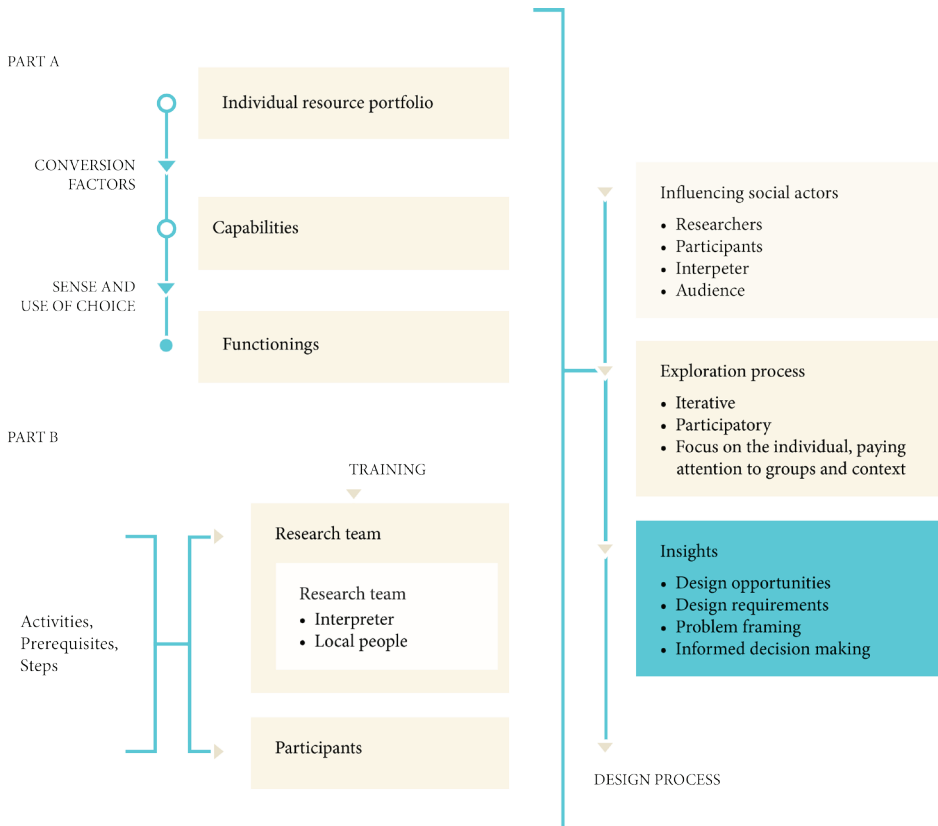 PART A
Individual resource portfolio
CONVERSION
FACTORS
Capabilities
SENSE AND
USE OF CHOICE
Functionings
PART B
TRAINING
Activities,
Prerequisites,
Steps
Research team
Research team
• Interpreter
• Local people
Participants
Influencing social actors
• Researchers
• Participants
• Interpeter
• Audience
Exploration process
• Iterative
• Participatory
• Focus on the individual, paying
attention to groups and context
Insights
• Design opportunities
• Design requirements
• Problem framing
• Informed decision making
DESIGN PROCESS